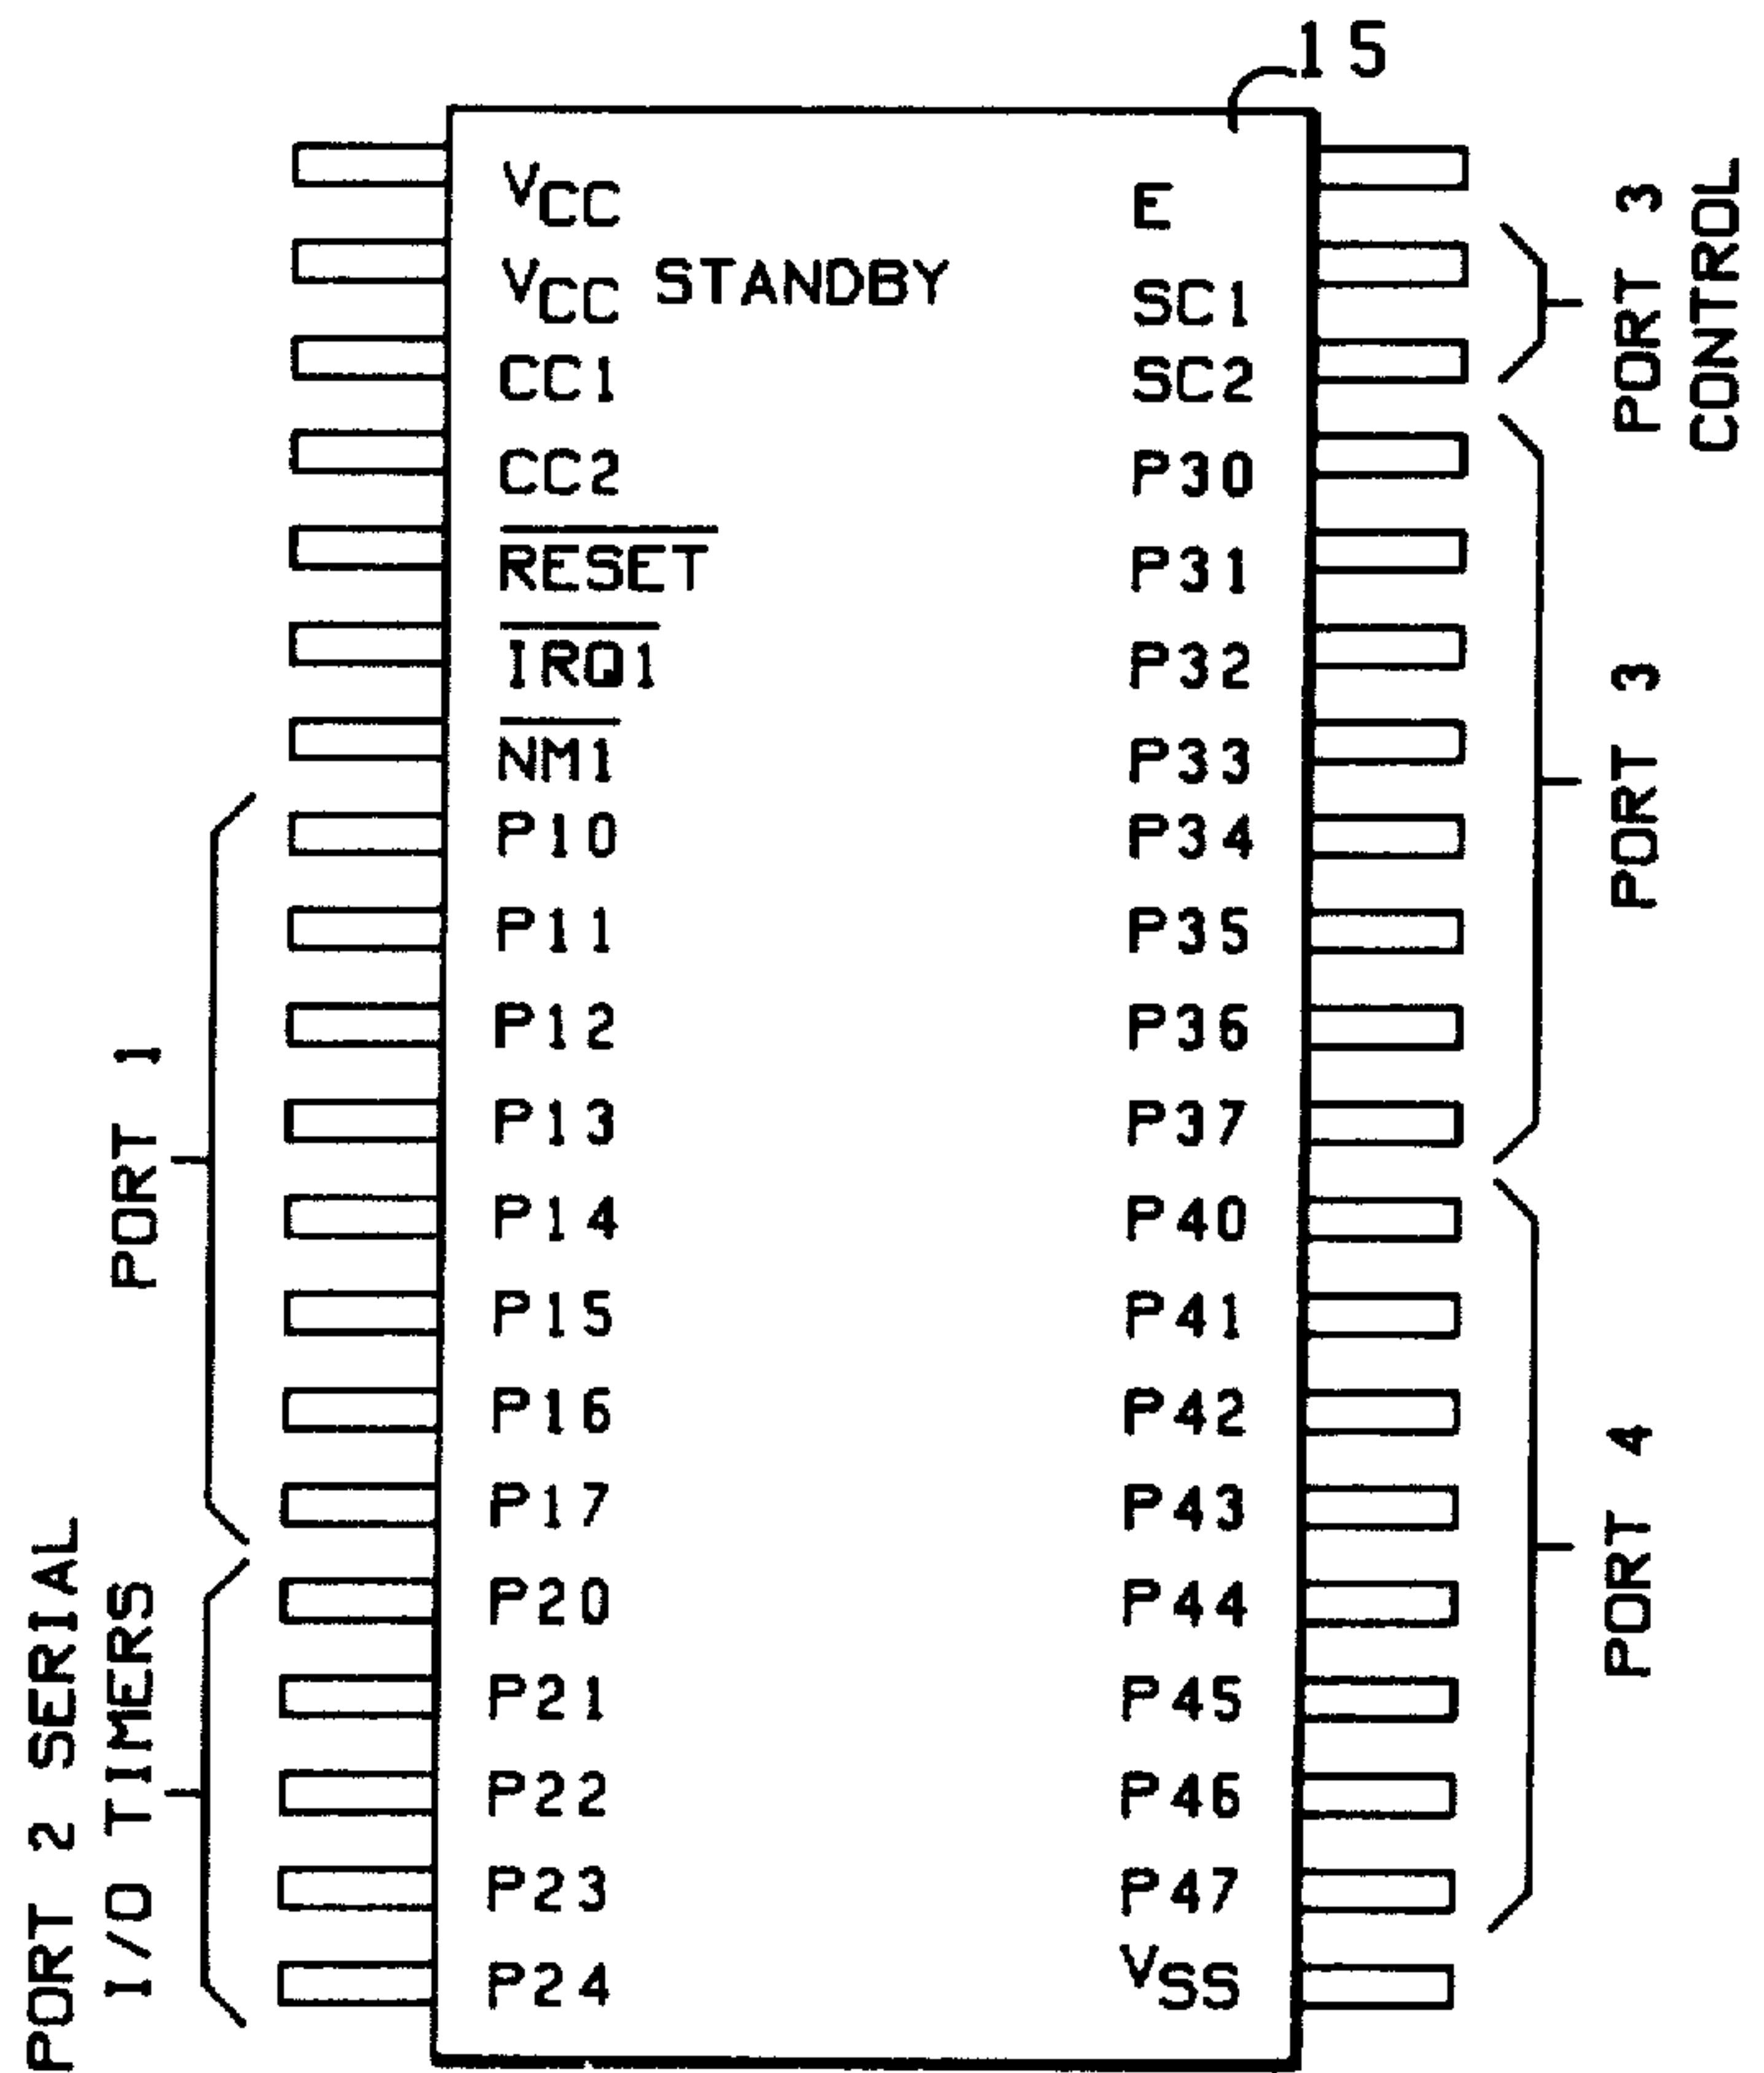 15
VCC
VCC STANDBY
CC1
CC2
RESET
IRQ1
NM1
P10
P11
P12
P13
P14
P15
P16
P17
P20
P21
P22
P23
P24
E
SC1
SC2
P30
P31
P32
P33
P34
P35
P36
P37
P40
P41
P42
P43
P44
P45
P46
P47
VSS
PORT 1
PORT 2 SERIAL
I/O TIMERS
PORT 3
CONTROL
PORT 3
PORT 4